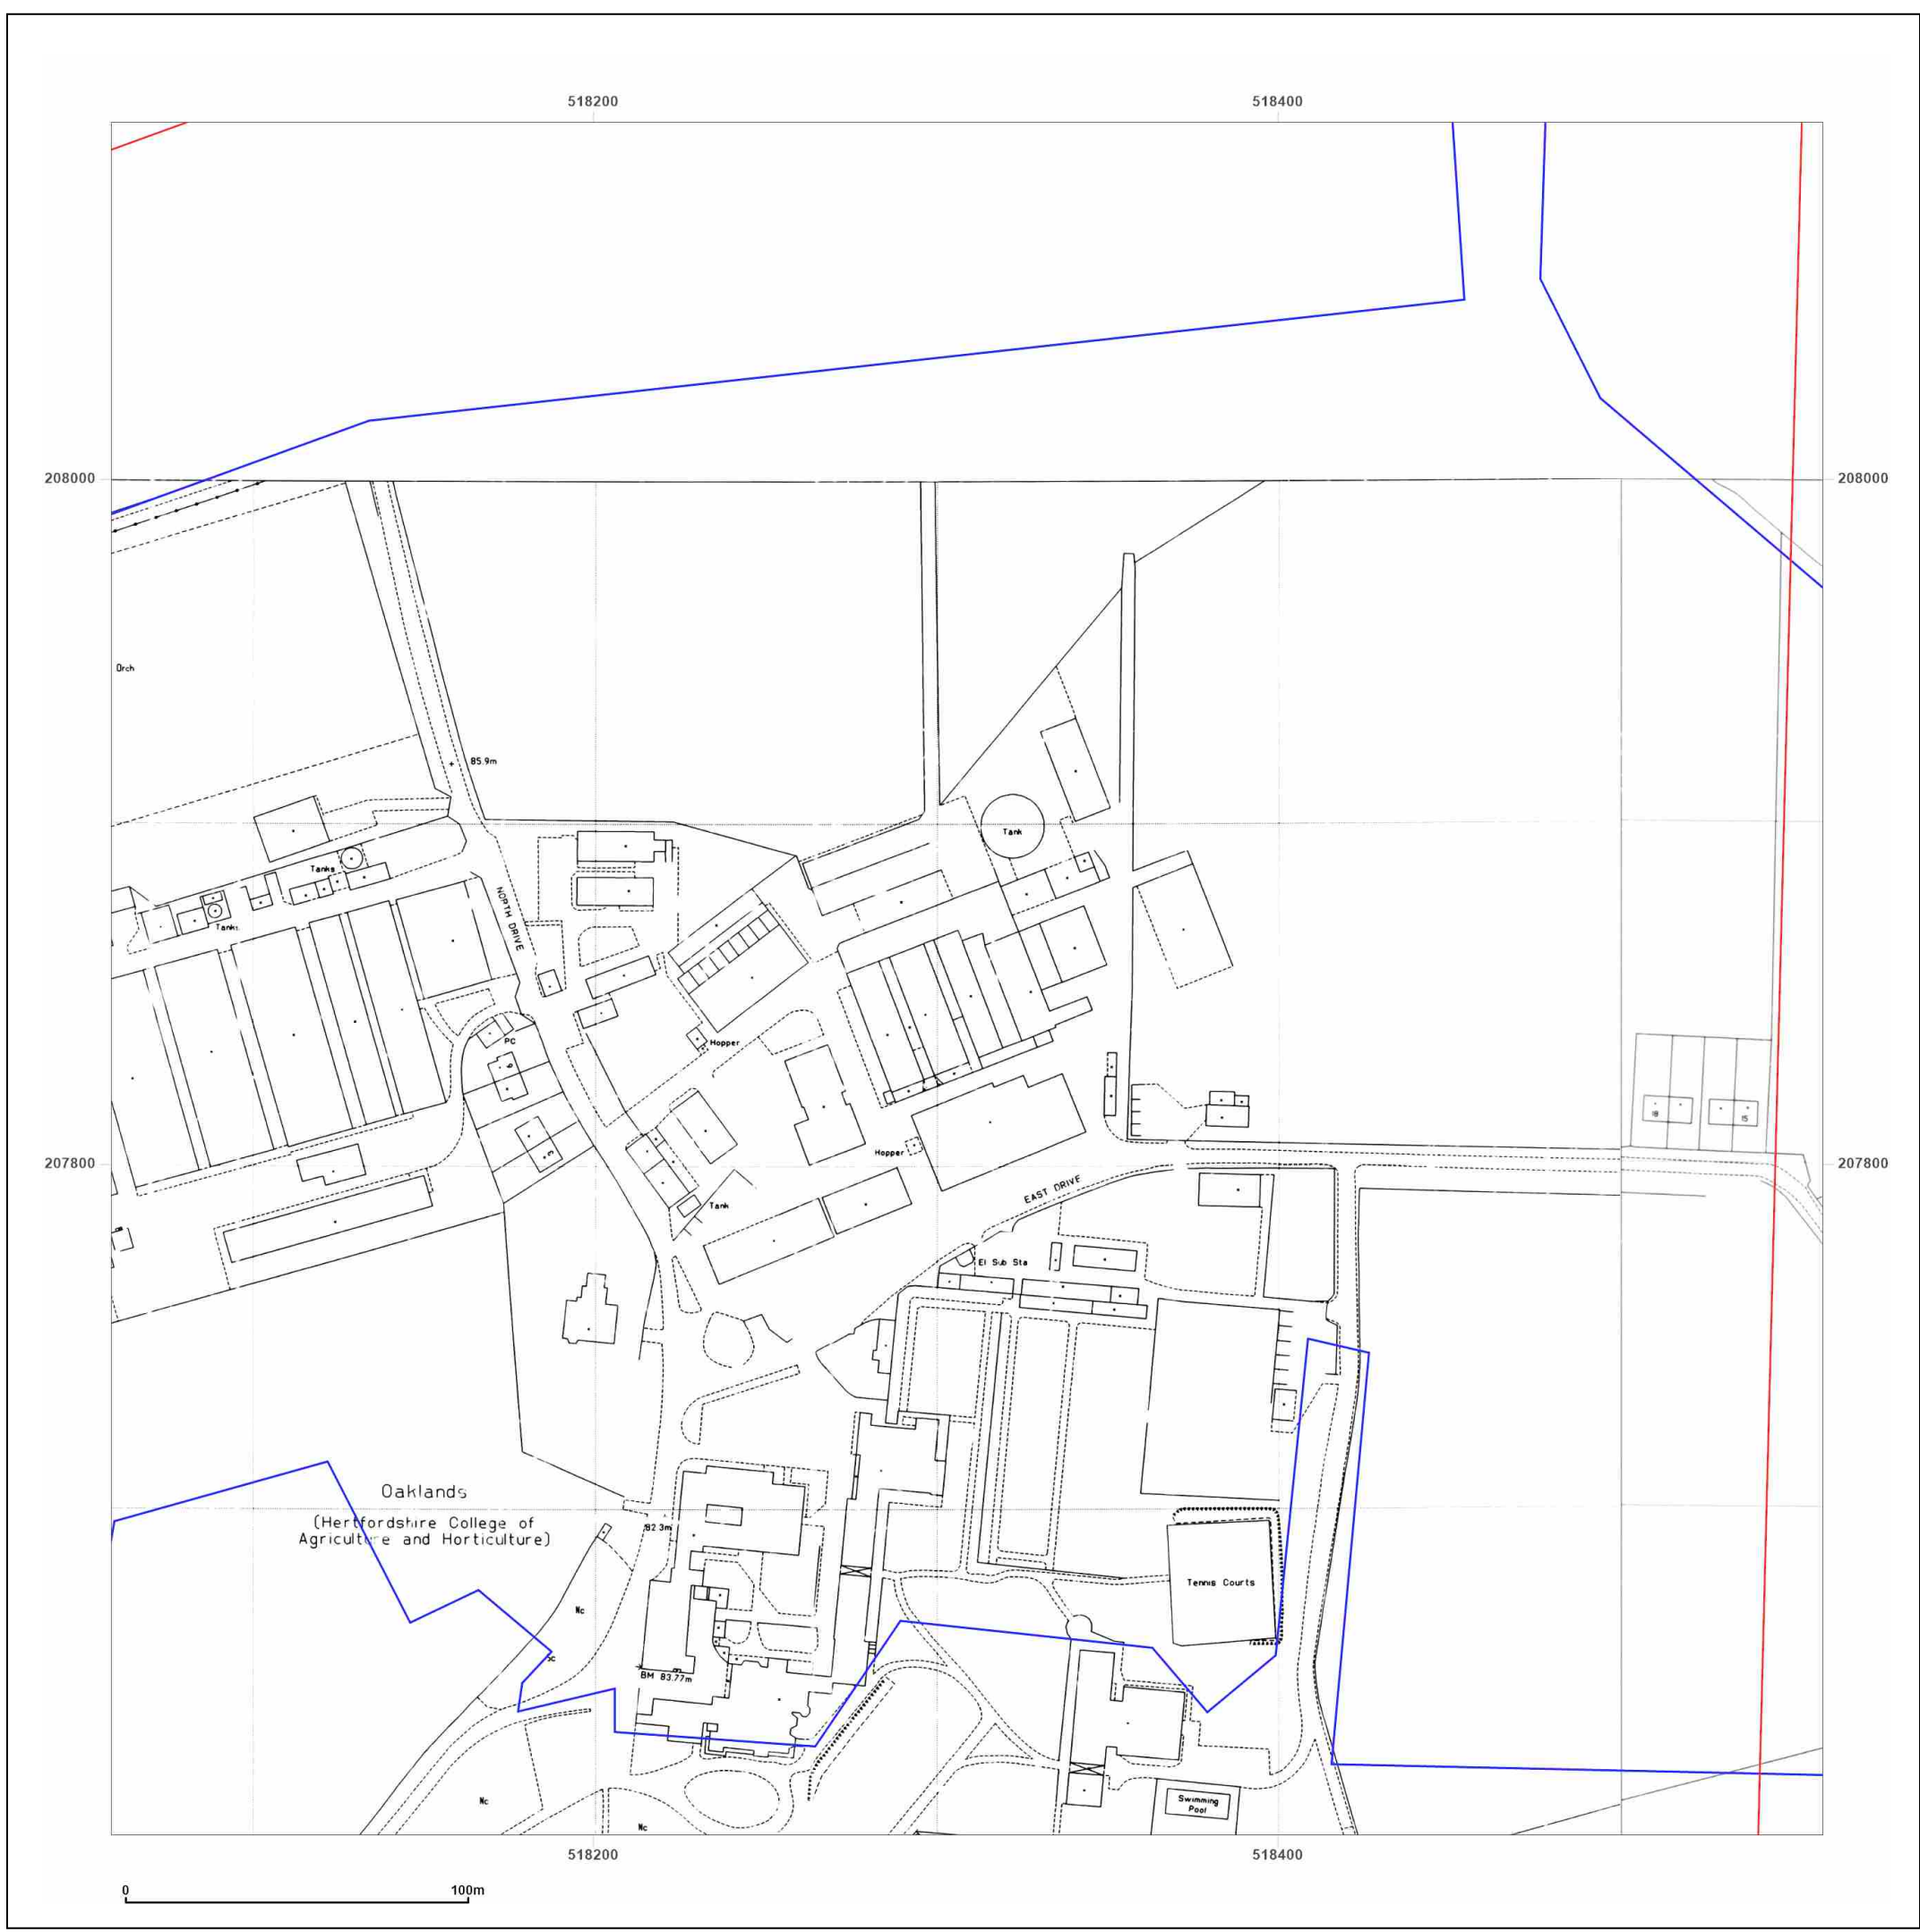 518200
518400
208000
208000
Orch
85.9m
Tank
Tanks
Tanks
NORTH DRIVE
PC
Hopper
9
18
15
Hopper
207800
207800
EAST DRIVE
Tank
El Sub Sta
Oaklands
(Hertfordshire College of
Agriculture and Horticulture)
82.3m
Tennis Courts
BM 83.77m
Swimming
Pool
518200
518400
0
100m